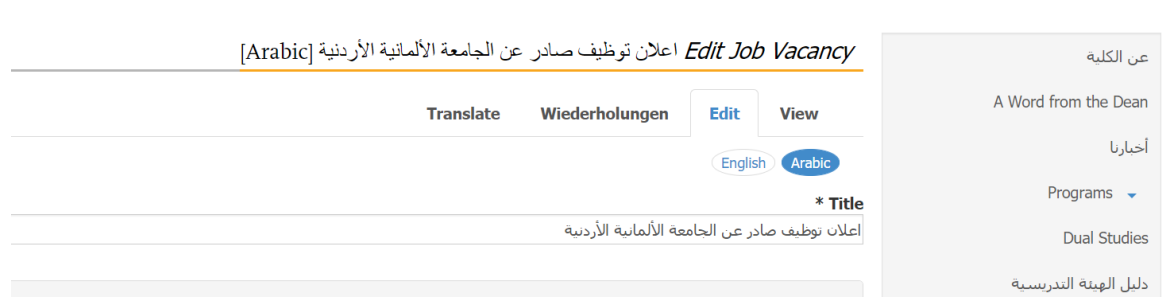 Edit Job Vacancy اعلان توظيف صادر عن الجامعة الألمانية الأردنية [Arabic]
View
Edit
Wiederholungen
Translate
Arabic
English
Title *
اعلان توظيف صادر عن الجامعة الألمانية الأردنية
عن الكلية
A Word from the Dean
أخبارنا
Programs
Dual Studies
دليل الهيئة التدريسية